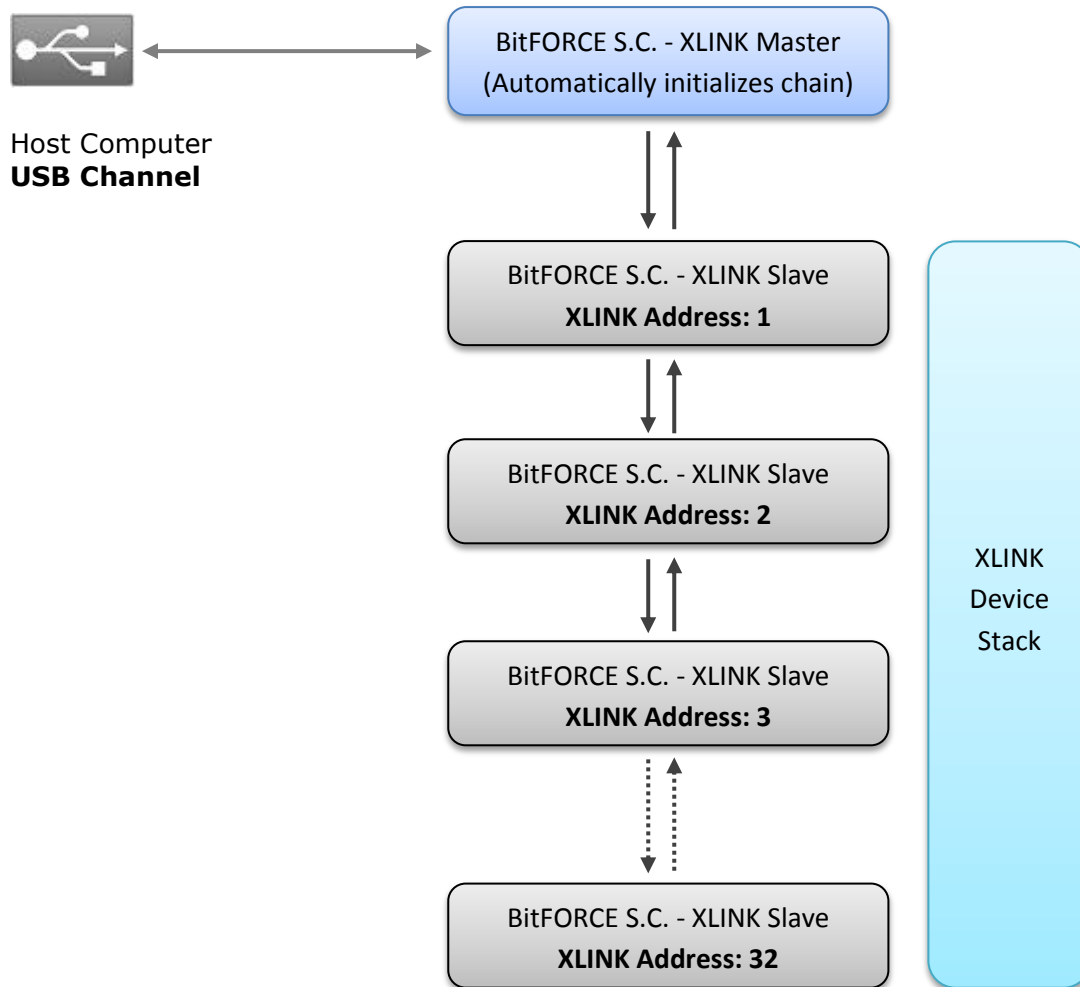 BitFORCE S.C. - XLINK Master
(Automatically initializes chain)
Host Computer
USB Channel
BitFORCE S.C. - XLINK Slave
XLINK Address: 1
BitFORCE S.C. - XLINK Slave
XLINK Address: 2
BitFORCE S.C. - XLINK Slave
XLINK Address: 3
BitFORCE S.C. - XLINK Slave
XLINK Address: 32
XLINK
Device
Stack